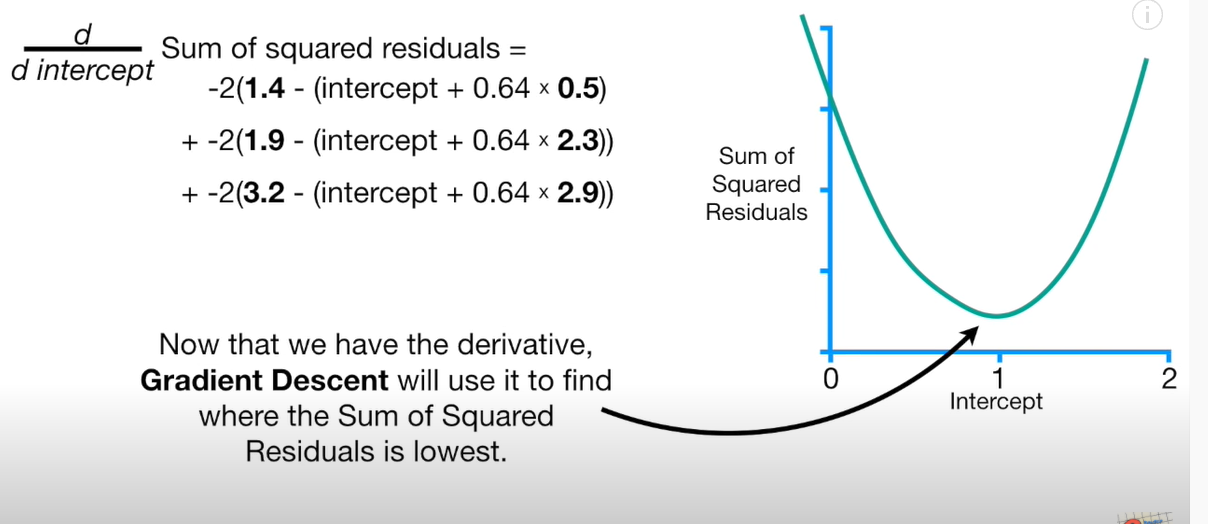 d
d intercept
Sum of squared residuals =
-2(1.4 - (intercept + 0.64 × 0.5)
+ -2(1.9 - (intercept + 0.64 × 2.3))
+ -2(3.2 - (intercept + 0.64 × 2.9))
Now that we have the derivative,
Gradient Descent will use it to find
where the Sum of Squared
Residuals is lowest.
Sum of
Squared
Residuals
0 1 2
Intercept
i